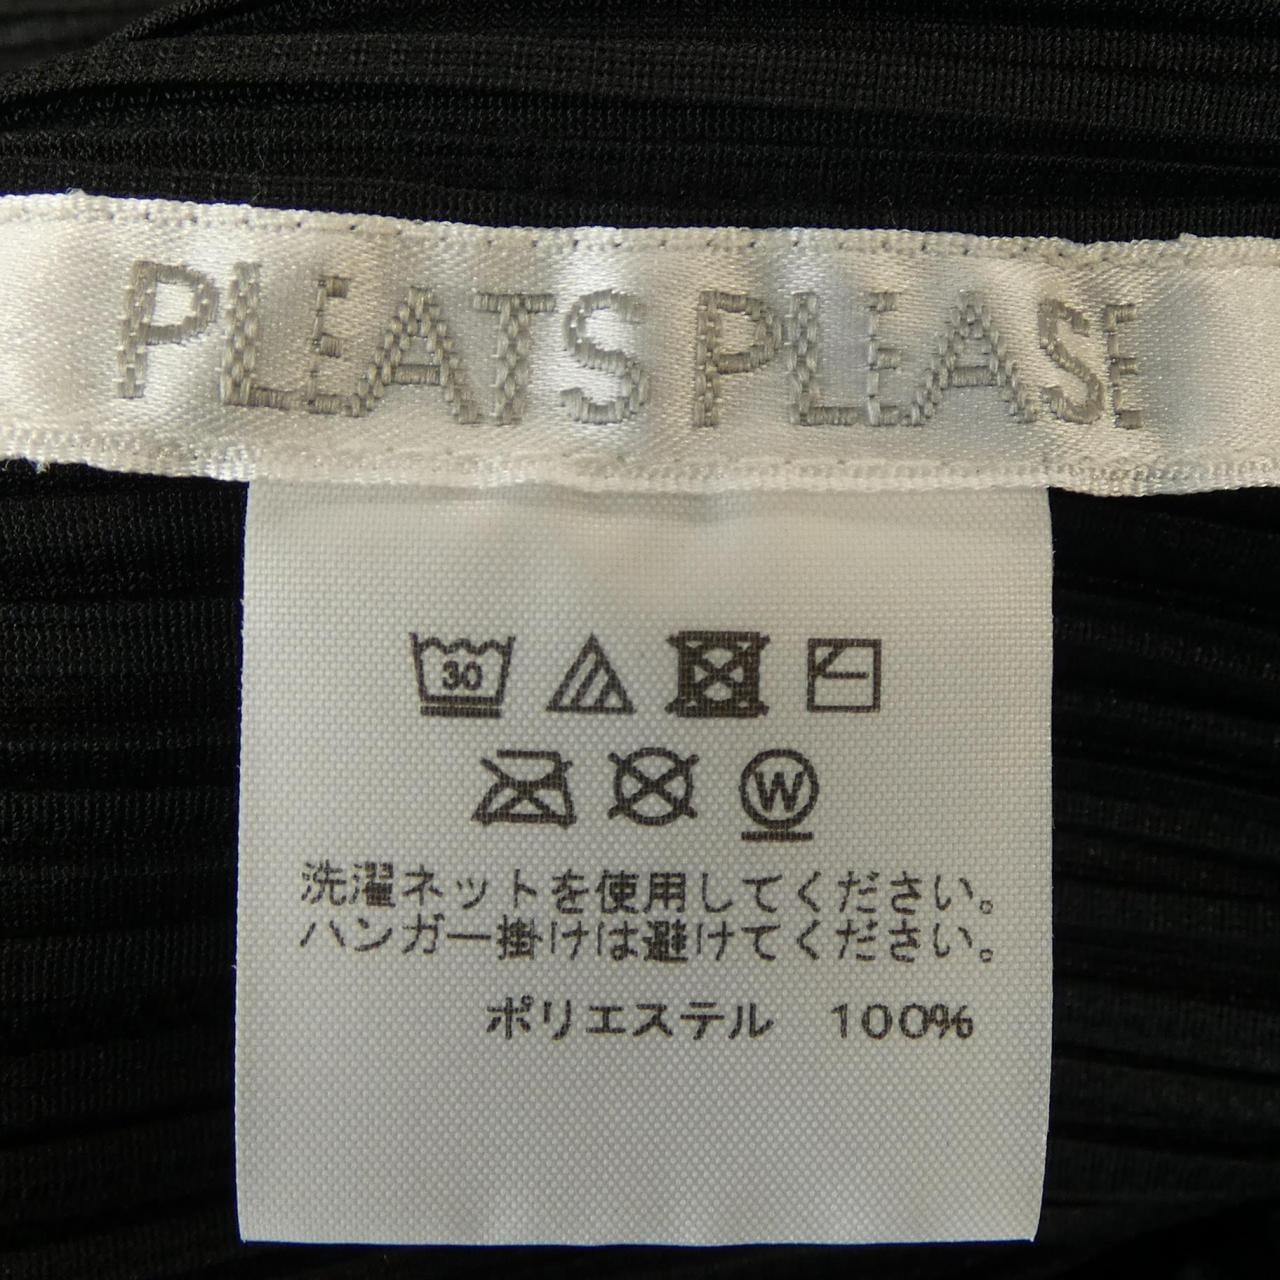 PLEATS PLEASE
30
W
洗濯ネットを使用してください。
ハンガー掛けは避けてください。
ポリエステル 100%